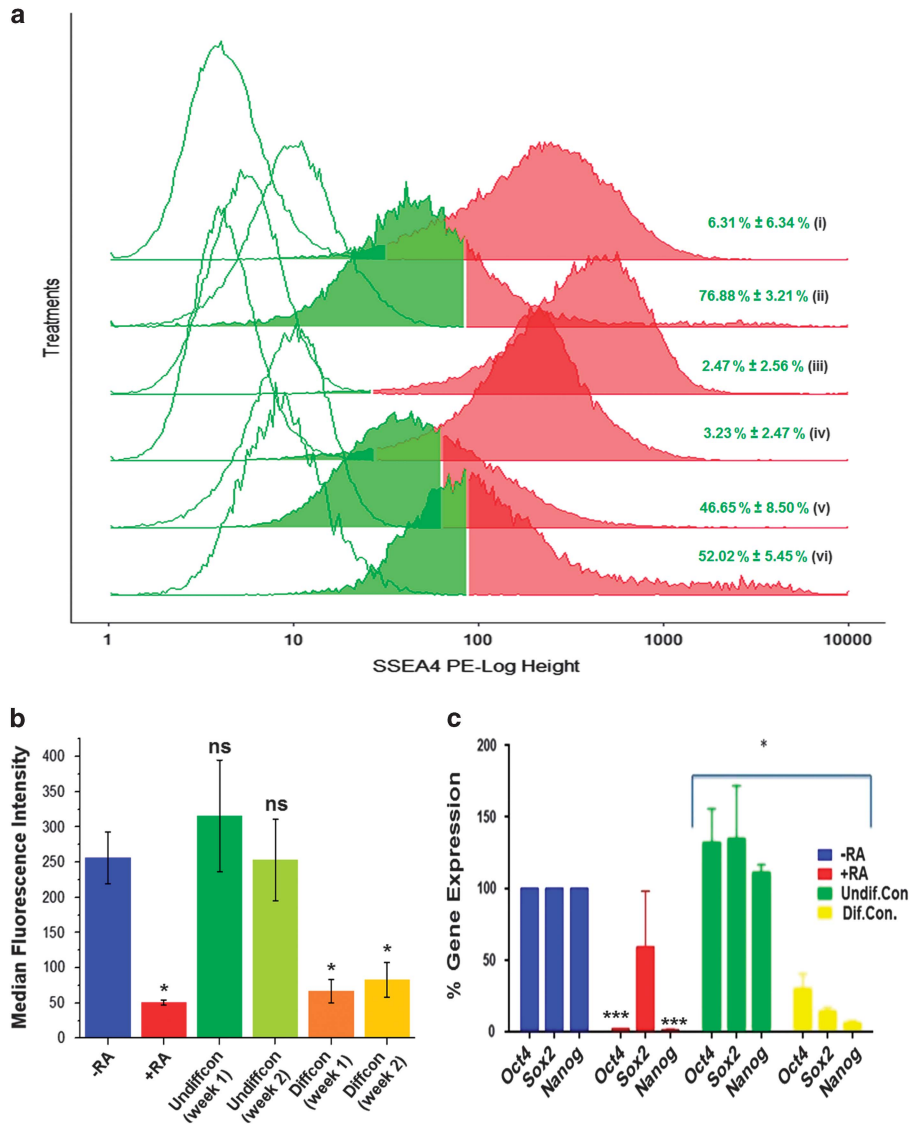 a
Treatments
6.31 % ± 6.34 % (i)
76.88 % ± 3.21 % (ii)
2.47 % ± 2.56 % (iii)
3.23 % ± 2.47 % (iv)
46.65 % ± 8.50 % (v)
52.02 % ± 5.45 % (vi)
1 10 100 1000 10000
SSEA4 PE-Log Height
b
Median Fluorescence Intensity
400
350
300
250
200
150
100
50
0
ns
ns
*
*
*
-RA
+RA
Undiffcon
(week 1)
Undiffcon
(week 2)
Diffcon
(week 1)
Diffcon
(week 2)
c
% Gene Expression
200
150
100
50
0
*
***
***
-RA
+RA
Undif.Con
Dif.Con.
Oct4 Sox2 Nanog Oct4 Sox2 Nanog Oct4 Sox2 Nanog Oct4 Sox2 Nanog